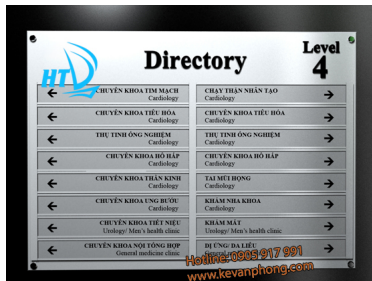 HTD
Directory
Level
4
CHUYÊN KHOA TIM MẠCH
Cardiology
CHẠY THẬN NHÂN TẠO
Cardiology
CHUYÊN KHOA TIÊU HÓA
Cardiology
CHUYÊN KHOA TIÊU HÓA
Cardiology
THỤ TINH ỐNG NGHIỆM
Cardiology
THỤ TINH ỐNG NGHIỆM
Cardiology
CHUYÊN KHOA HÔ HẤP
Cardiology
CHUYÊN KHOA HÔ HẤP
Cardiology
CHUYÊN KHOA THẦN KINH
Cardiology
TAI MŨI HỌNG
Cardiology
CHUYÊN KHOA UNG BƯỚU
Cardiology
KHÁM NHA KHOA
Cardiology
CHUYÊN KHOA TIẾT NIỆU
Urology/ Men's health clinic
KHÁM MẮT
Urology/ Men's health clinic
CHUYÊN KHOA NỘI TỔNG HỢP
General medicine clinic
DỊ ỨNG/ DA LIỄU
General
Hotline: 0905 917 991
www.kevanphong.com